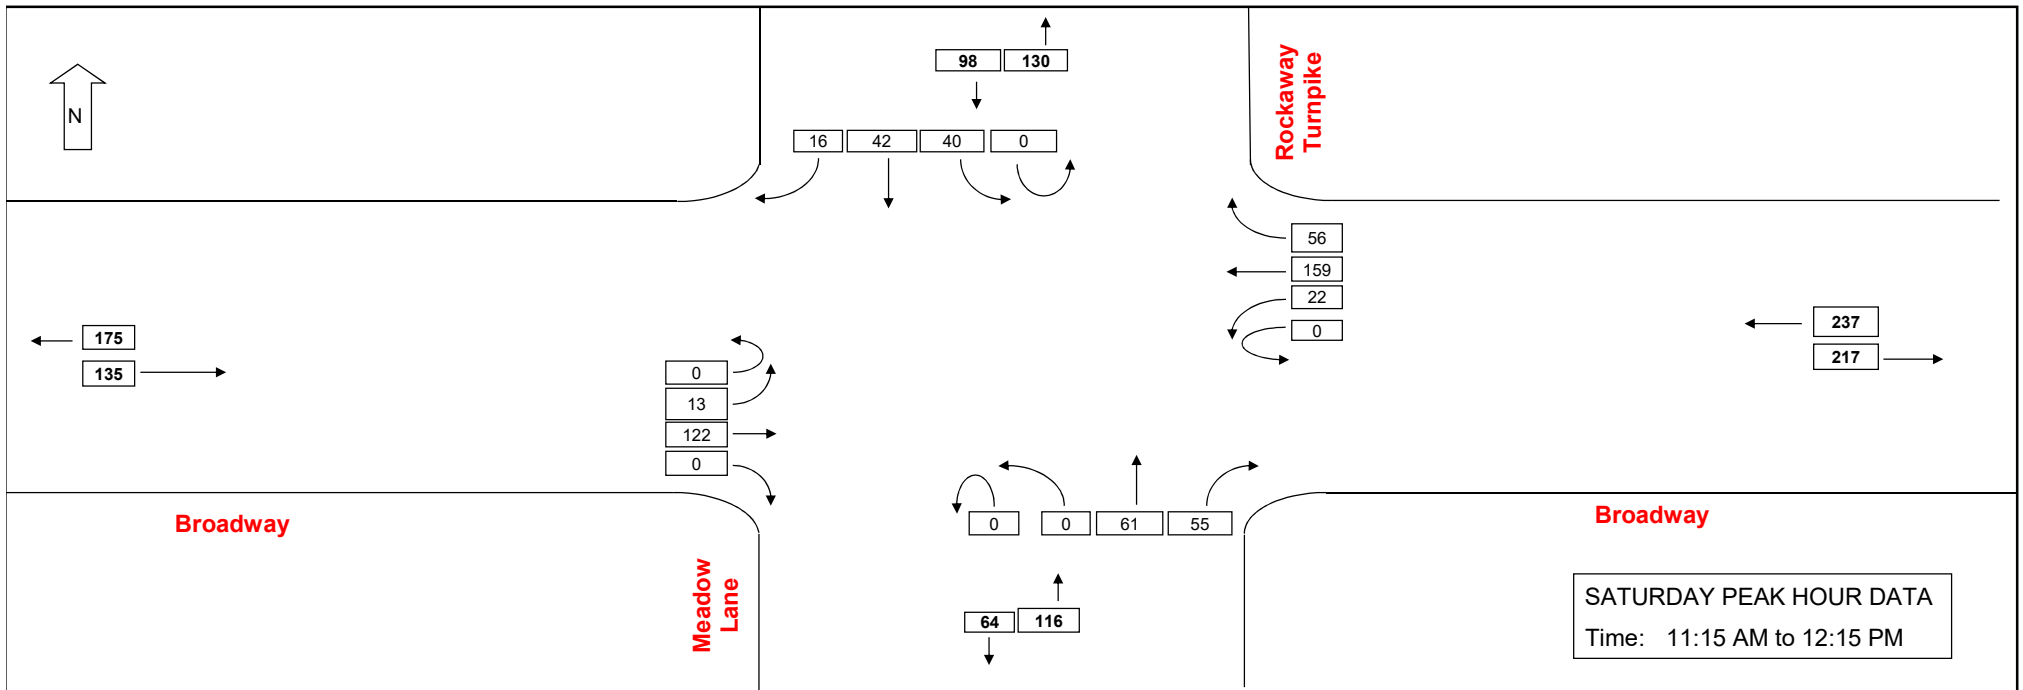 98 130
Rockaway
Turnpike
N
16 42 40 0
56
159
22
0
175
135
237
217
0
13
122
0
Broadway
0 0 61 55
Broadway
Meadow
Lane
64 116
SATURDAY PEAK HOUR DATA
Time: 11:15 AM to 12:15 PM